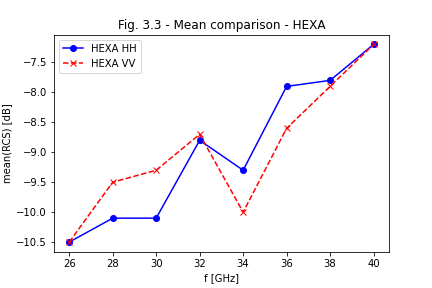 Fig. 3.3 - Mean comparison - HEXA
HEXA HH
HEXA VV
mean(RCS) [dB]
−7.5
−8.0
−8.5
−9.0
−9.5
−10.0
−10.5
26 28 30 32 34 36 38 40
f [GHz]